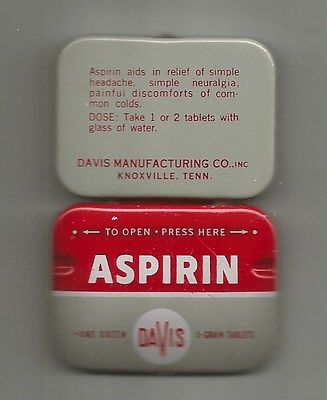 Aspirin aids in relief of simple
headache, simple neuralgia,
painful discomforts of com-
mon colds.
DOSE: Take 1 or 2 tablets with
glass of water.
DAVIS MANUFACTURING CO., INC
KNOXVILLE, TENN.
• ← TO OPEN • PRESS HERE → •
ASPIRIN
ONE DOZEN DAVIS 5-GRAIN TABLETS